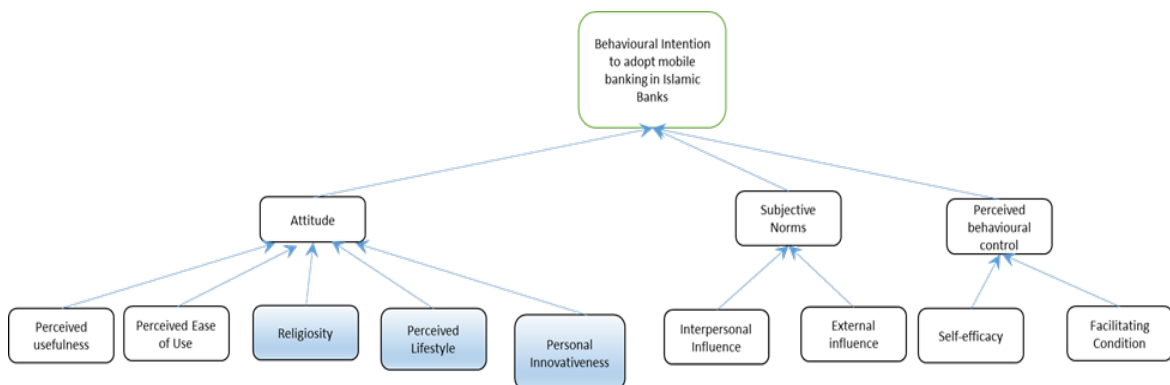 Behavioural Intention
to adopt mobile
banking in Islamic
Banks
Attitude
Subjective
Norms
Perceived
behavioural
control
Perceived
usefulness
Perceived Ease
of Use
Religiosity
Perceived
Lifestyle
Personal
Innovativeness
Interpersonal
Influence
External
influence
Self-efficacy
Facilitating
Condition